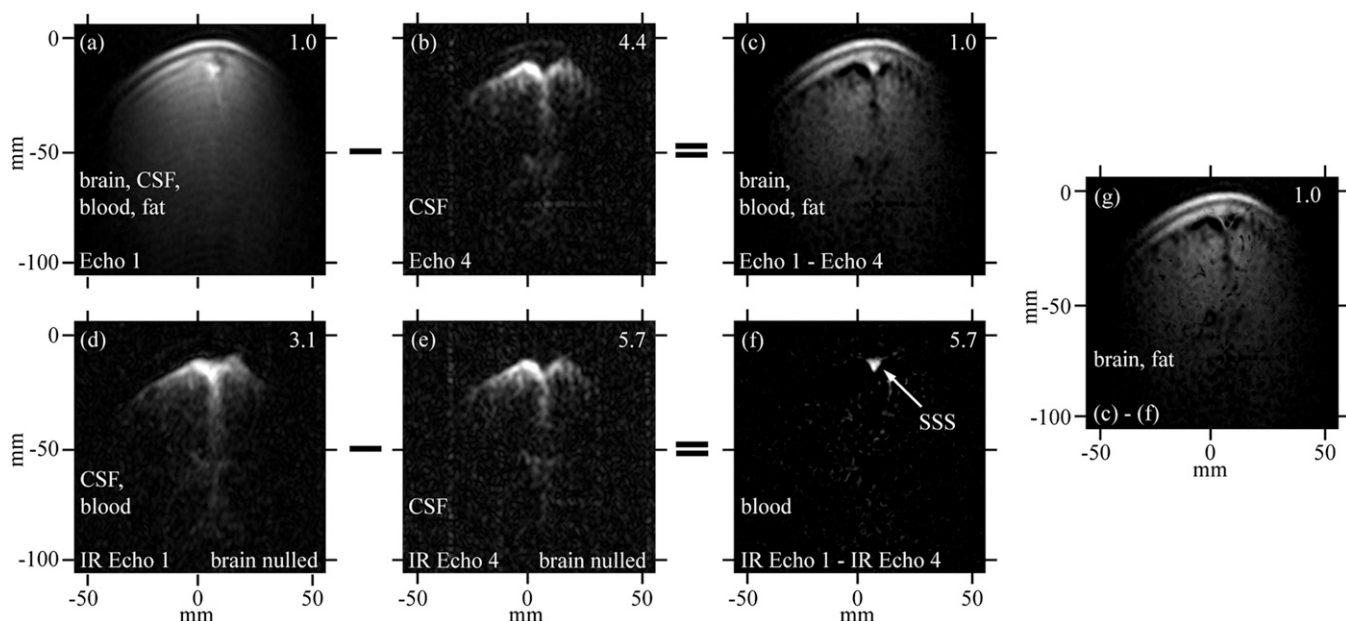 0
(a)
1.0
mm
-50
brain, CSF,
blood, fat
-100
Echo 1
(b)
4.4
CSF
Echo 4
(c)
1.0
brain,
blood, fat
Echo 1 - Echo 4
0
(d)
3.1
mm
-50
CSF,
blood
-100
IR Echo 1 brain nulled
-50 0 50
mm
(e)
5.7
CSF
IR Echo 4 brain nulled
-50 0 50
mm
(f)
5.7
SSS
blood
IR Echo 1 - IR Echo 4
-50 0 50
mm
0
(g)
1.0
mm
-50
brain, fat
-100
(c) - (f)
-50 0 50
mm